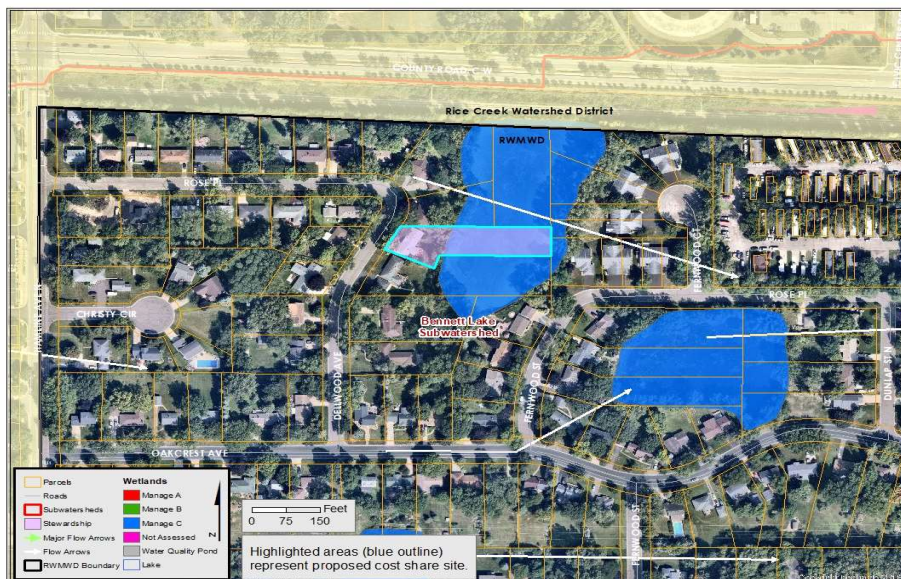 COUNTY ROAD C W
Rice Creek Watershed District
RWMWD
ROSE PL
FERNWOOD CT
ROSE PL
CHRISTY CIR
Bennett Lake
Subwatershed
DELLWOOD AVE
FERNWOOD ST
DUNLAP ST N
OAKCREST AVE
FERNWOOD ST
Parcels
Roads
Subwatersheds
Stewardship
Major Flow Arrows
Flow Arrows
RWMWD Boundary
Wetlands
Manage A
Manage B
Manage C
Not Assessed
Water Quality Pond
Lake
N
Feet
0 75 150
Highlighted areas (blue outline)
represent proposed cost share site.